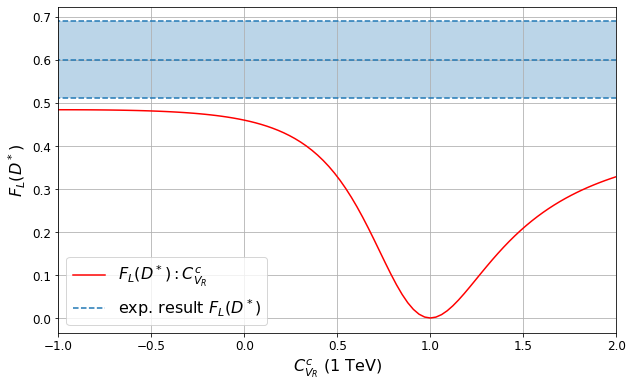 0.7
0.6
0.5
0.4
0.3
0.2
0.1
0.0
F_L(D^*)
F_L(D^*) : C^c_{V_R}
exp. result F_L(D^*)
−1.0 −0.5 0.0 0.5 1.0 1.5 2.0
C^c_{V_R} (1 TeV)